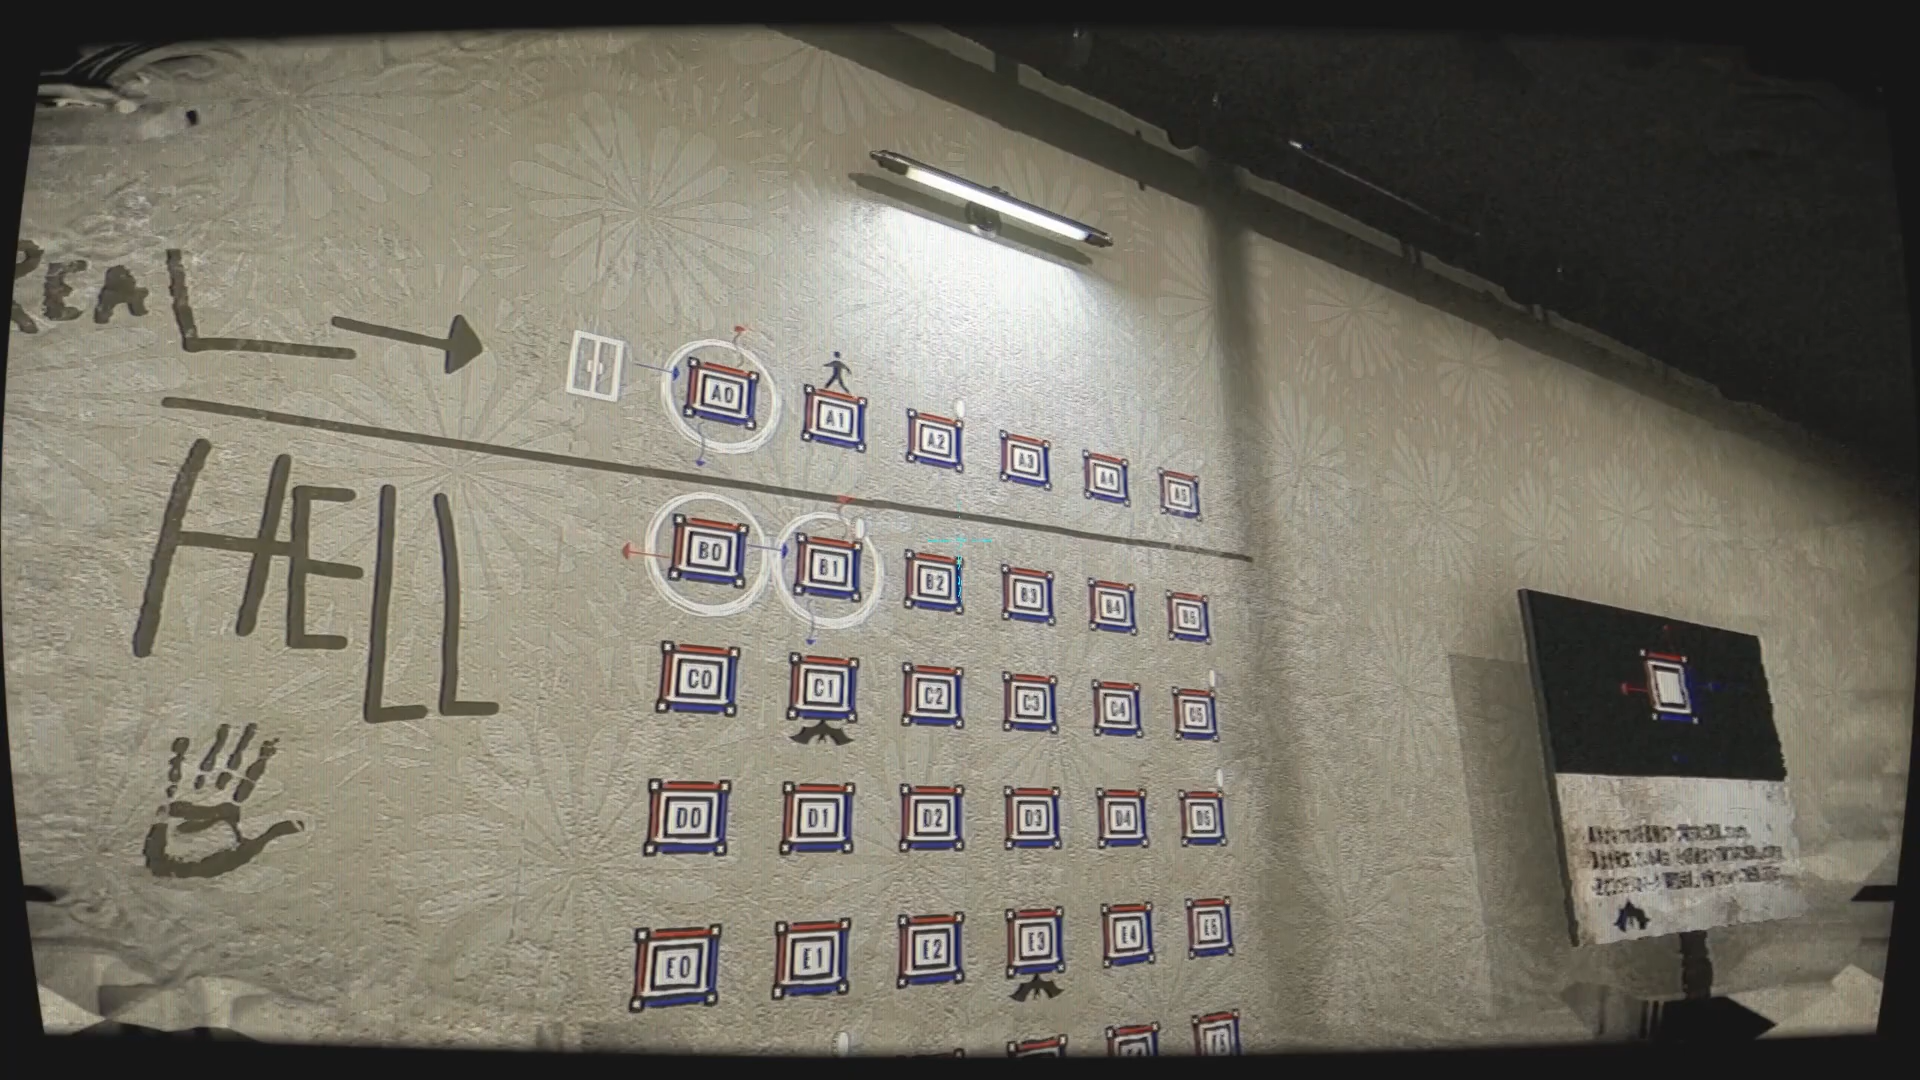 REAL
A0 A1 A2 A3 A4 A5
HELL
B0 B1 B2 B3 B4 B5
C0 C1 C2 C3 C4 C5
D0 D1 D2 D3 D4 D5
E0 E1 E2 E3 E4 E5